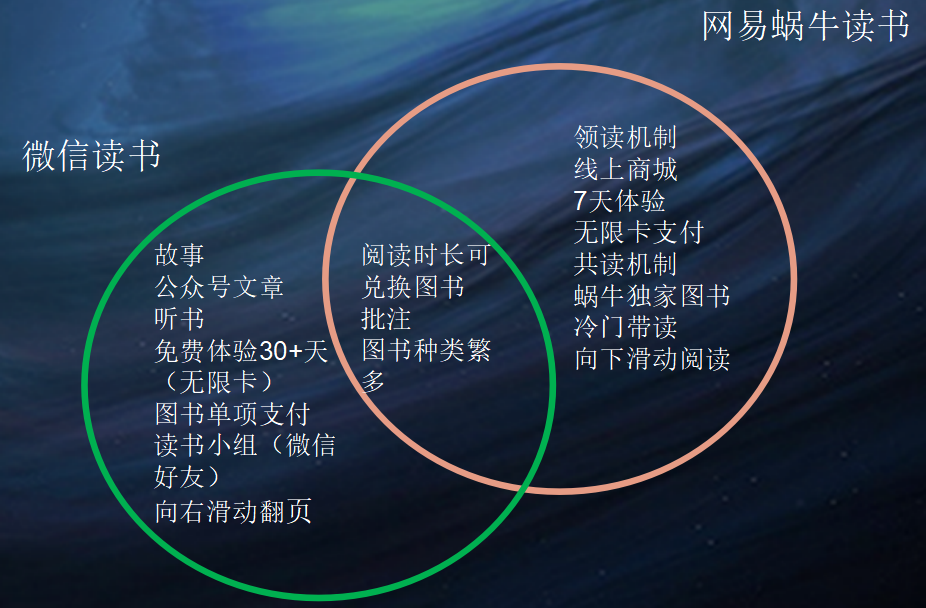 网易蜗牛读书
微信读书
故事
公众号文章
听书
免费体验30+天
（无限卡）
图书单项支付
读书小组（微信
好友）
向右滑动翻页
阅读时长可
兑换图书
批注
图书种类繁
多
领读机制
线上商城
7天体验
无限卡支付
共读机制
蜗牛独家图书
冷门带读
向下滑动阅读